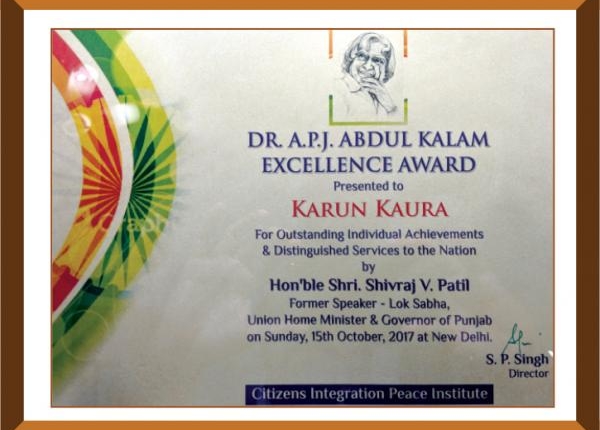 DR. A.P.J. ABDUL KALAM
EXCELLENCE AWARD
Presented to
KARUN KAURA
For Outstanding Individual Achievements
& Distinguished Services to the Nation
by
Hon'ble Shri. Shivraj V. Patil
Former Speaker - Lok Sabha,
Union Home Minister & Governor of Punjab
on Sunday, 15th October, 2017 at New Delhi.
S. P. Singh
Director
Citizens Integration Peace Institute